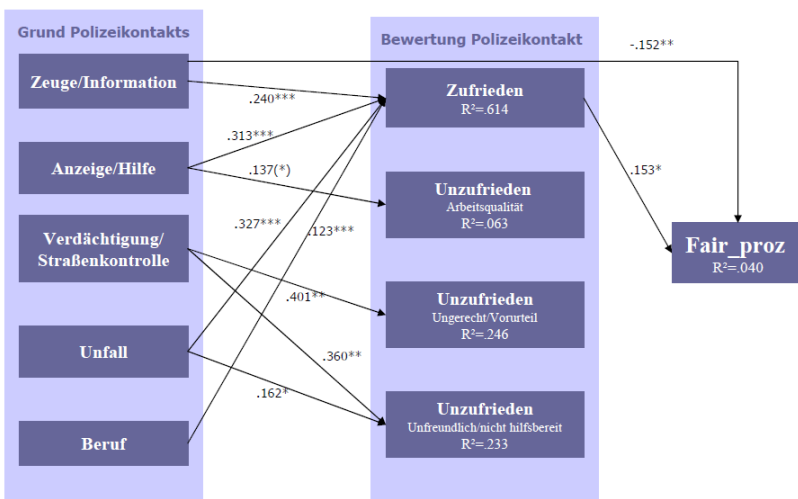 Grund Polizeikontakts
Zeuge/Information
Anzeige/Hilfe
Verdächtigung/
Straßenkontrolle
Unfall
Beruf
.240***
.313***
.137(*)
.327***
.123***
.401**
.360**
.162*
Bewertung Polizeikontakt
Zufrieden
R²=.614
Unzufrieden
Arbeitsqualität
R²=.063
Unzufrieden
Ungerecht/Vorurteil
R²=.246
Unzufrieden
Unfreundlich/nicht hilfsbereit
R²=.233
-.152**
.153*
Fair_proz
R²=.040